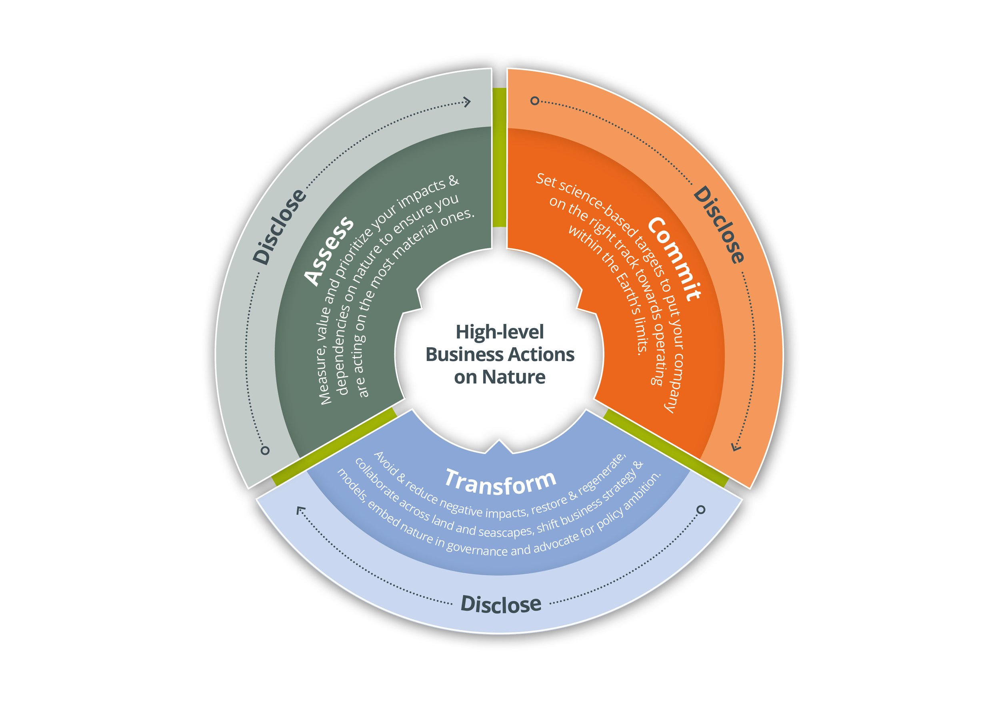 High-level
Business Actions
on Nature
Disclose
Assess
Measure, value and prioritize your impacts &
dependencies on nature to ensure you
are acting on the most material ones.
Disclose
Commit
Set science-based targets to put your company
on the right track towards operating
within the Earth's limits.
Transform
Avoid & reduce negative impacts, restore & regenerate,
collaborate across land and seascapes, shift business strategy &
models, embed nature in governance and advocate for policy ambition.
Disclose